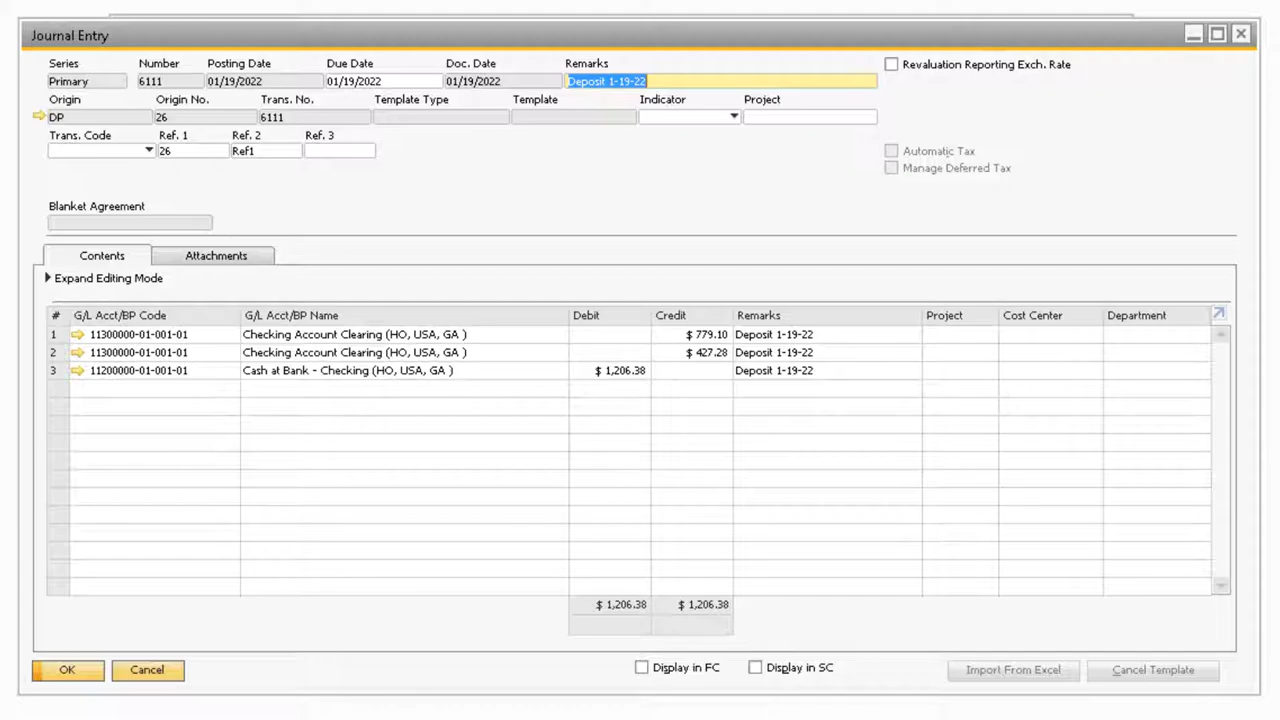 Journal Entry
Series Number Posting Date Due Date Doc. Date Remarks
Revaluation Reporting Exch. Rate
Primary 6111 01/19/2022 01/19/2022 01/19/2022 Deposit 1-19-22
Origin Origin No. Trans. No. Template Type Template Indicator Project
DP 26 6111
Trans. Code Ref. 1 Ref. 2 Ref. 3
26 Ref1
Automatic Tax
Manage Deferred Tax
Blanket Agreement
Contents Attachments
Expand Editing Mode
# G/L Acct/BP Code G/L Acct/BP Name Debit Credit Remarks Project Cost Center Department
1 11300000-01-001-01 Checking Account Clearing (HO, USA, GA ) $ 779.10 Deposit 1-19-22
2 11300000-01-001-01 Checking Account Clearing (HO, USA, GA ) $ 427.28 Deposit 1-19-22
3 11200000-01-001-01 Cash at Bank - Checking (HO, USA, GA ) $ 1,206.38 Deposit 1-19-22
$ 1,206.38 $ 1,206.38
OK Cancel Display in FC Display in SC Import From Excel Cancel Template